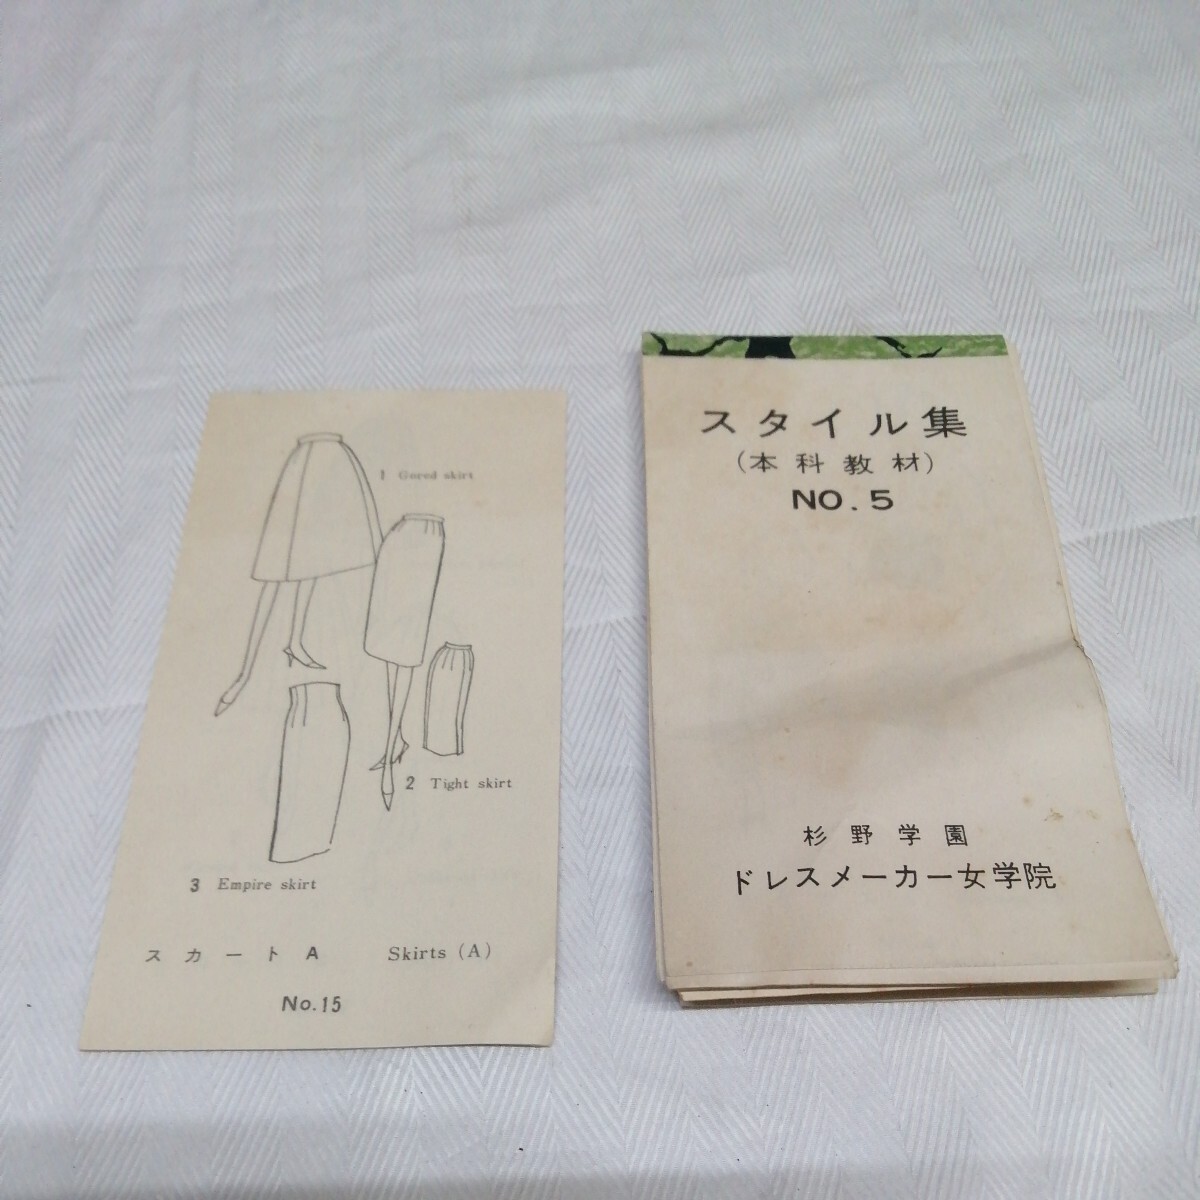 1 Gored skirt
2 Tight skirt
3 Empire skirt
スカート A Skirts (A)
No.15
スタイル集
(本科教材)
NO.5
杉野学園
ドレスメーカー女学院